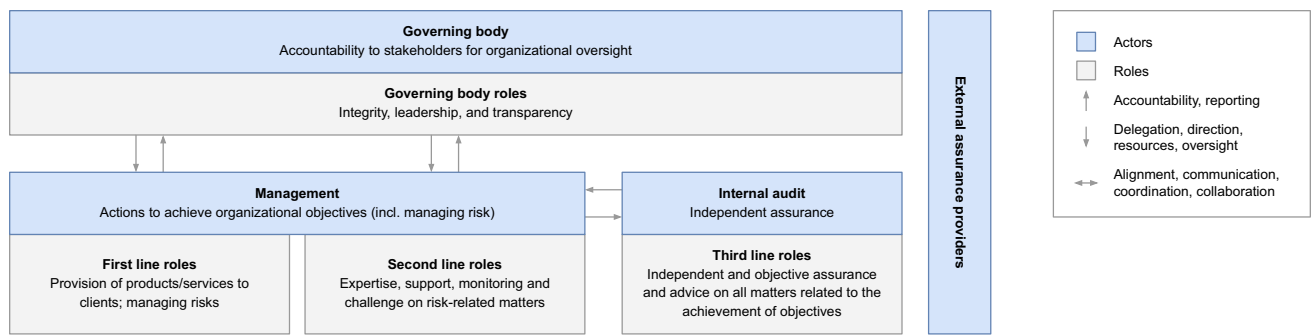 Governing body
Accountability to stakeholders for organizational oversight
Governing body roles
Integrity, leadership, and transparency
Management
Actions to achieve organizational objectives (incl. managing risk)
Internal audit
Independent assurance
First line roles
Provision of products/services to
clients; managing risks
Second line roles
Expertise, support, monitoring and
challenge on risk-related matters
Third line roles
Independent and objective assurance
and advice on all matters related to the
achievement of objectives
External assurance providers
Actors
Roles
Accountability, reporting
Delegation, direction,
resources, oversight
Alignment, communication,
coordination, collaboration